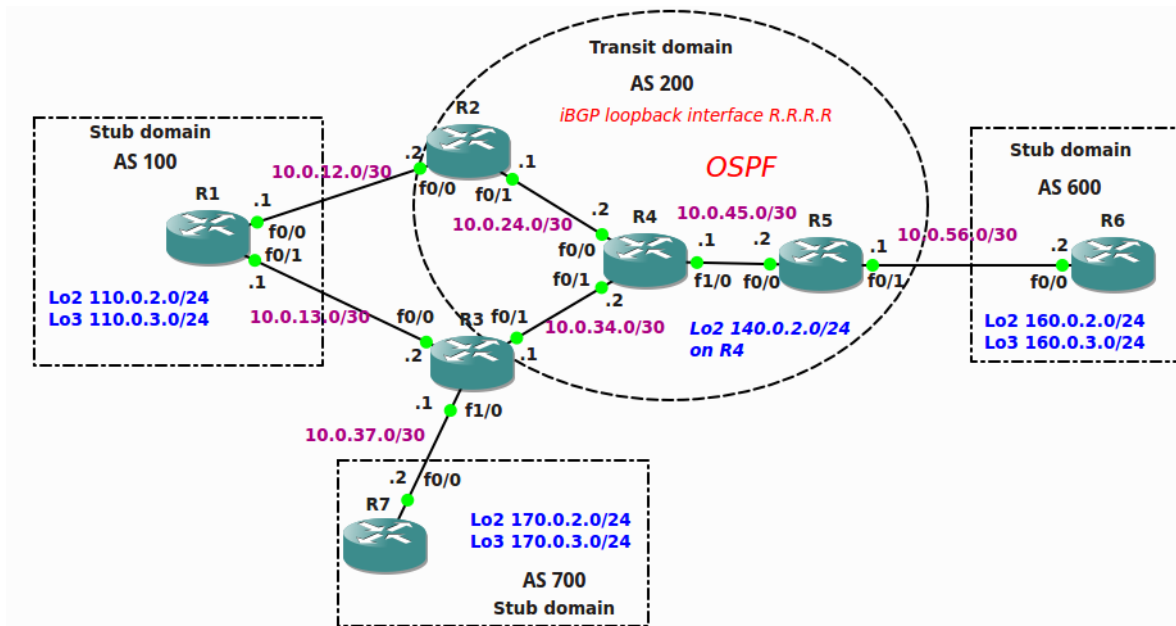 Transit domain
AS 200
iBGP loopback interface R.R.R.R
OSPF
Stub domain
AS 100
R1
.1
f0/0
f0/1
.1
Lo2 110.0.2.0/24
Lo3 110.0.3.0/24
10.0.12.0/30
10.0.13.0/30
R2
.2
f0/0
.1
f0/1
10.0.24.0/30
R3
f0/0
.2
f0/1
.1
.1
f1/0
10.0.34.0/30
R4
.2
f0/0
f0/1
.2
.1
f1/0
10.0.45.0/30
Lo2 140.0.2.0/24
on R4
R5
.2
f0/0
.1
f0/1
10.0.56.0/30
Stub domain
AS 600
R6
.2
f0/0
Lo2 160.0.2.0/24
Lo3 160.0.3.0/24
10.0.37.0/30
.2
f0/0
R7
Lo2 170.0.2.0/24
Lo3 170.0.3.0/24
AS 700
Stub domain